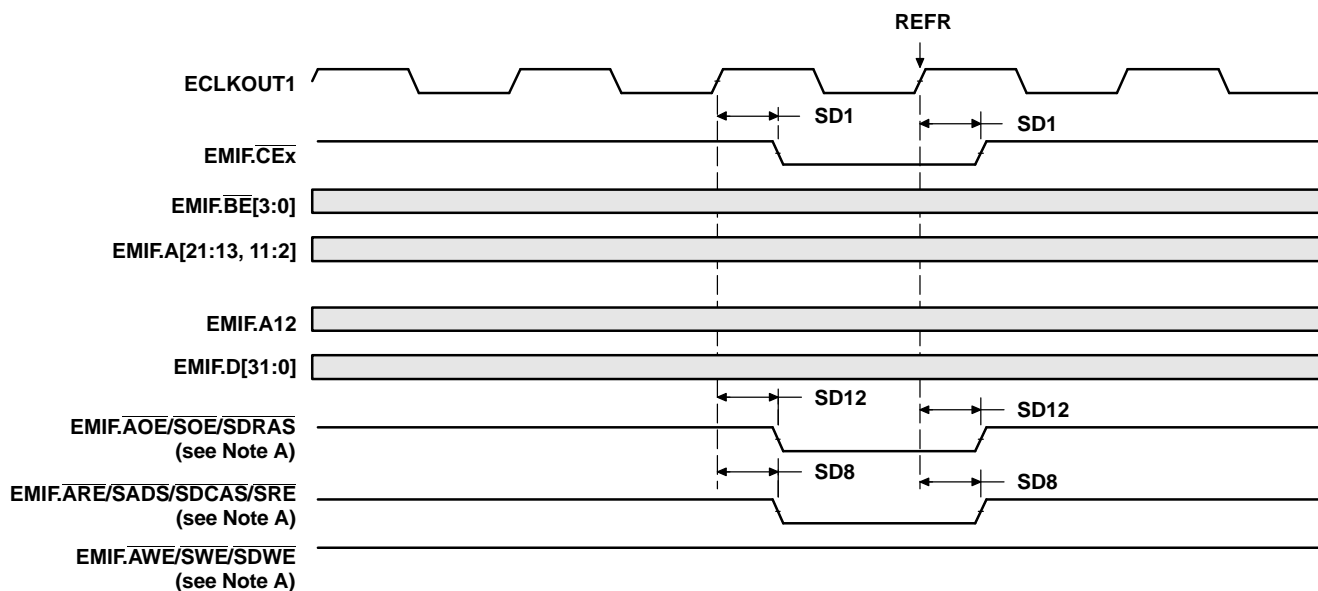 REFR
ECLKOUT1
SD1
SD1
EMIF.CEx
EMIF.BE[3:0]
EMIF.A[21:13, 11:2]
EMIF.A12
EMIF.D[31:0]
SD12
SD12
EMIF.AOE/SOE/SDRAS
(see Note A)
SD8
SD8
EMIF.ARE/SADS/SDCAS/SRE
(see Note A)
EMIF.AWE/SWE/SDWE
(see Note A)